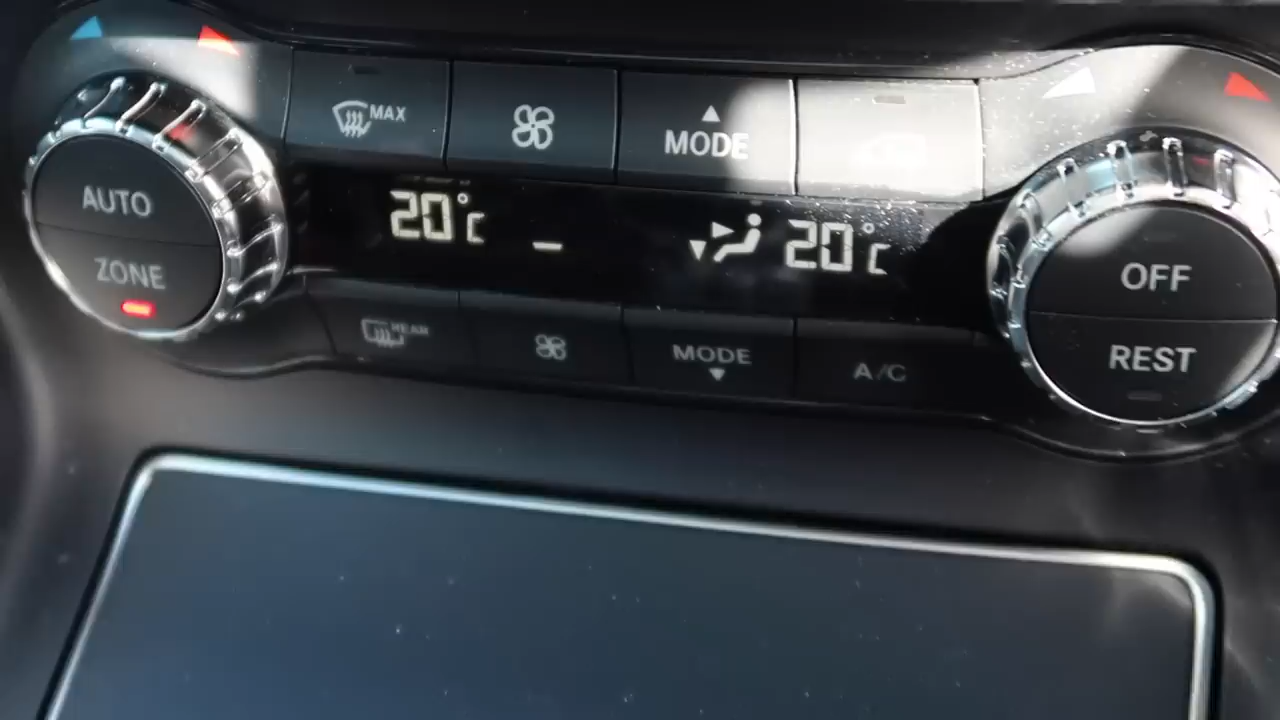 MAX
MODE
AUTO
ZONE
20°C
20°C
OFF
REST
REAR
MODE
A/C